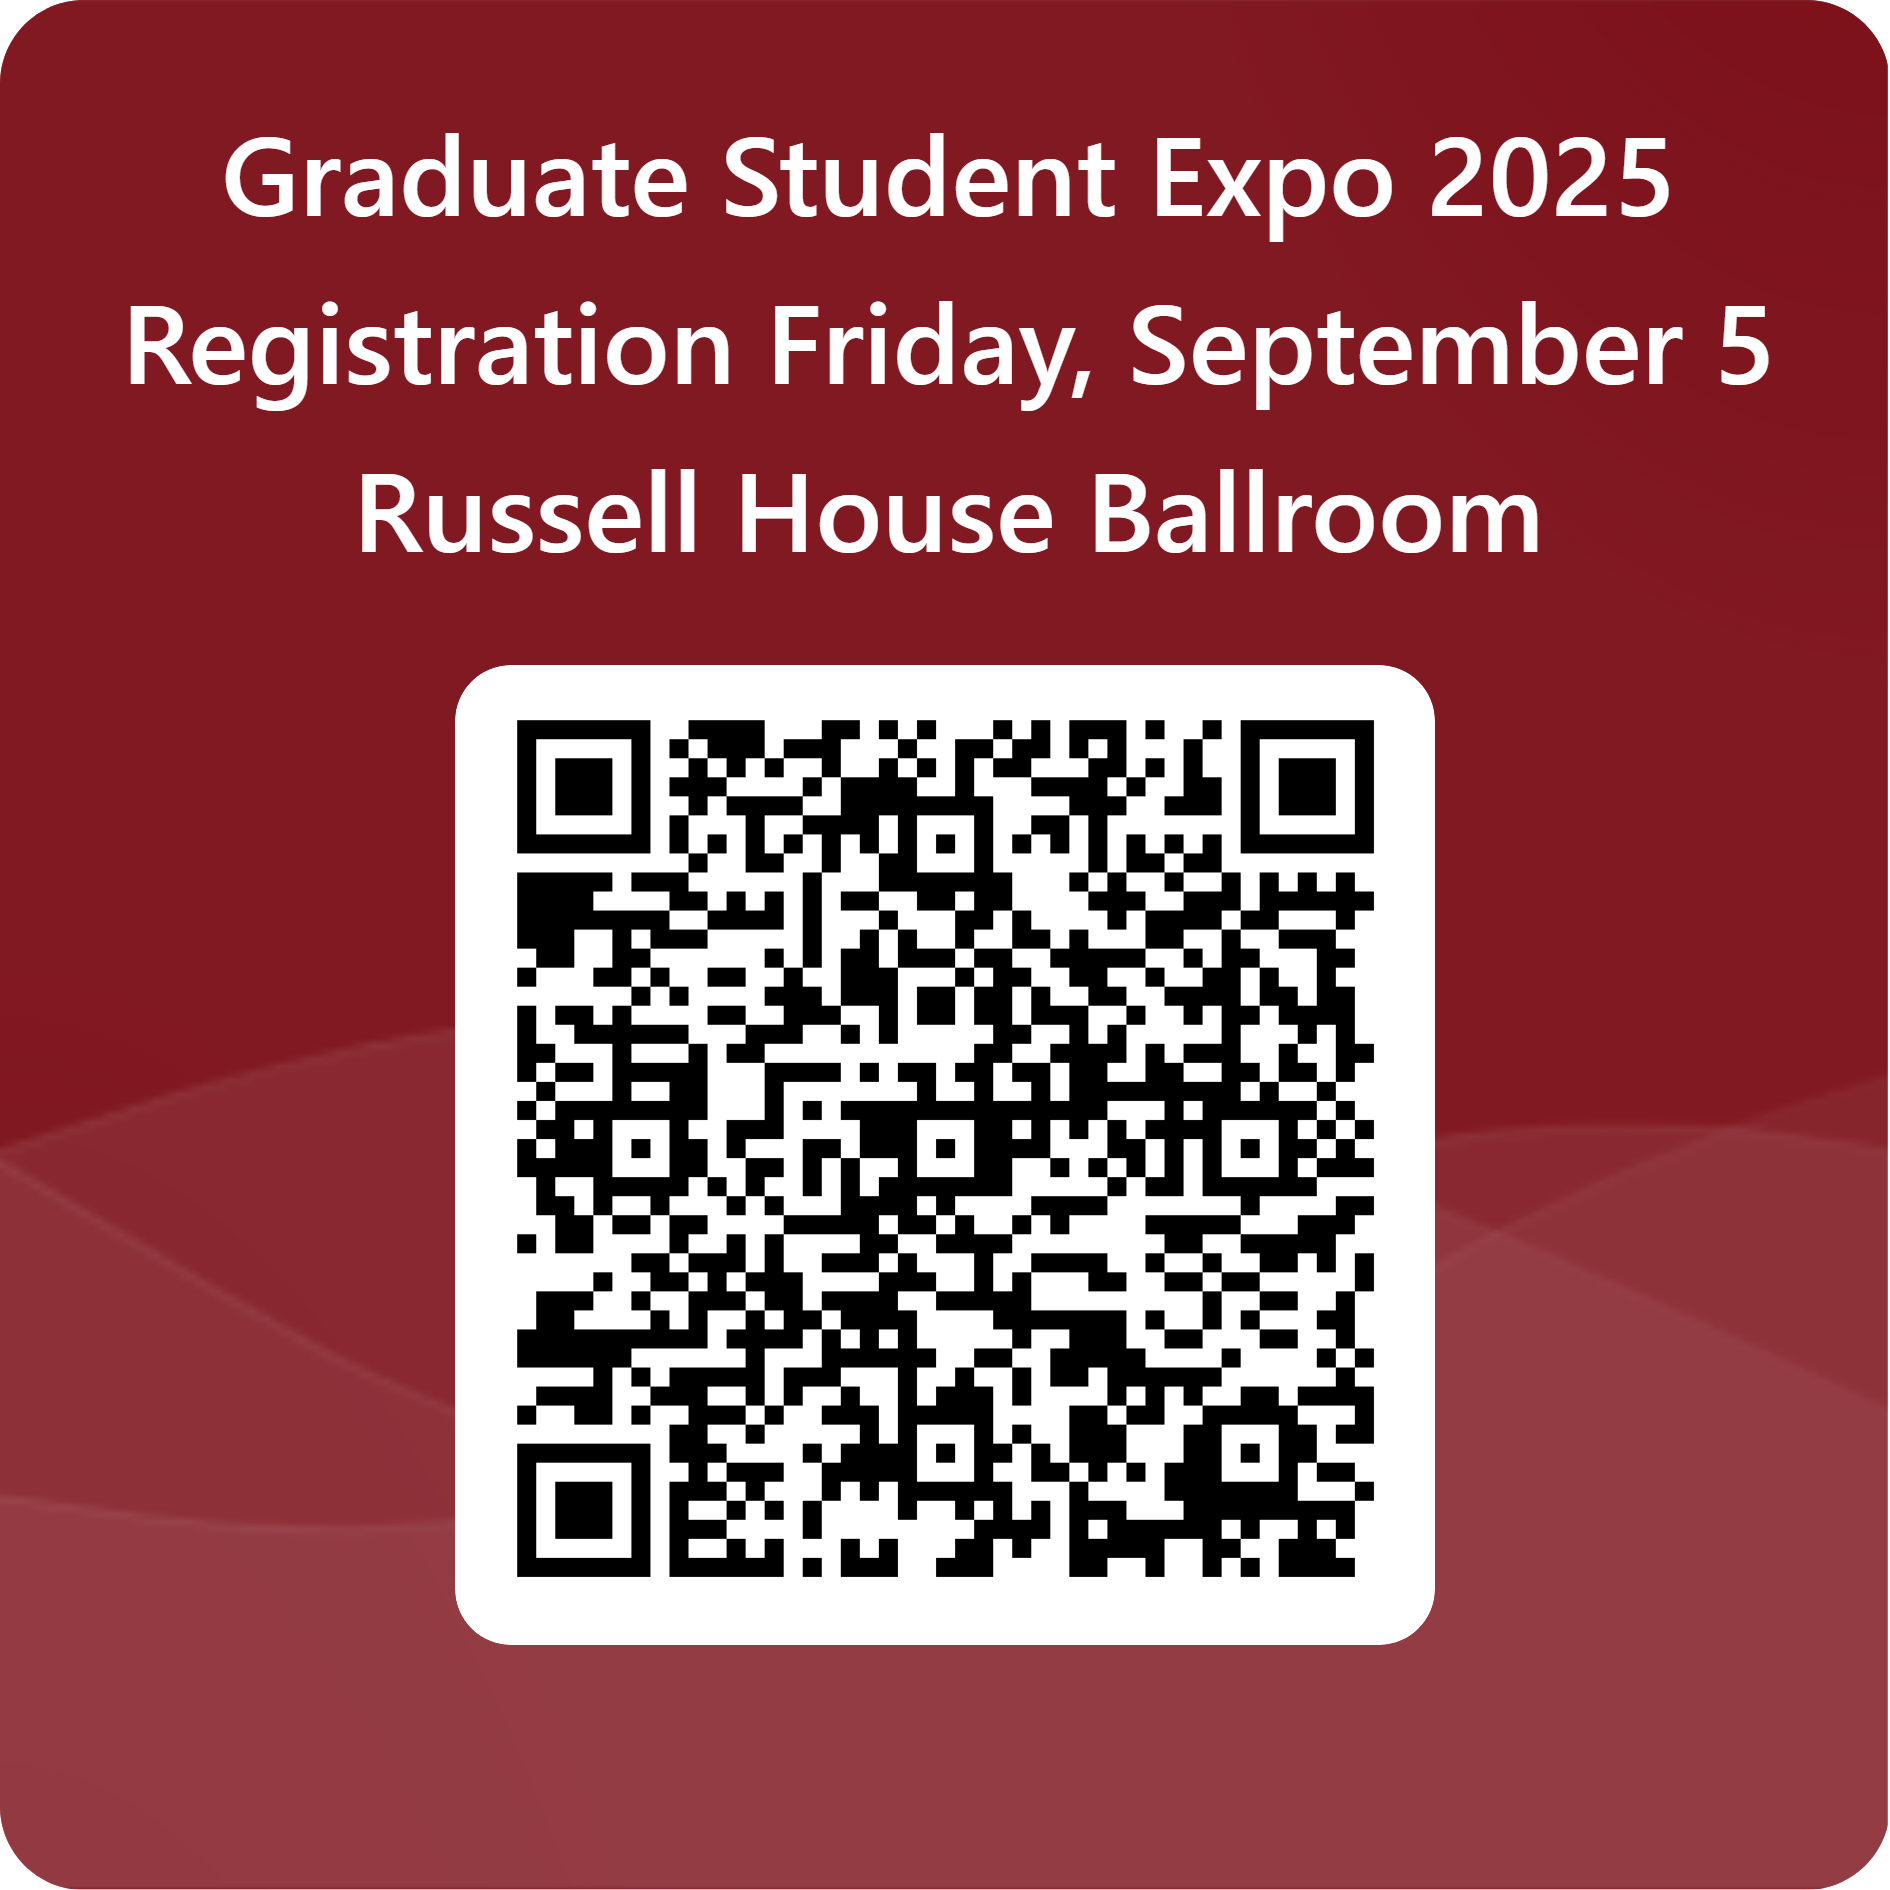 Graduate Student Expo 2025
Registration Friday, September 5
Russell House Ballroom